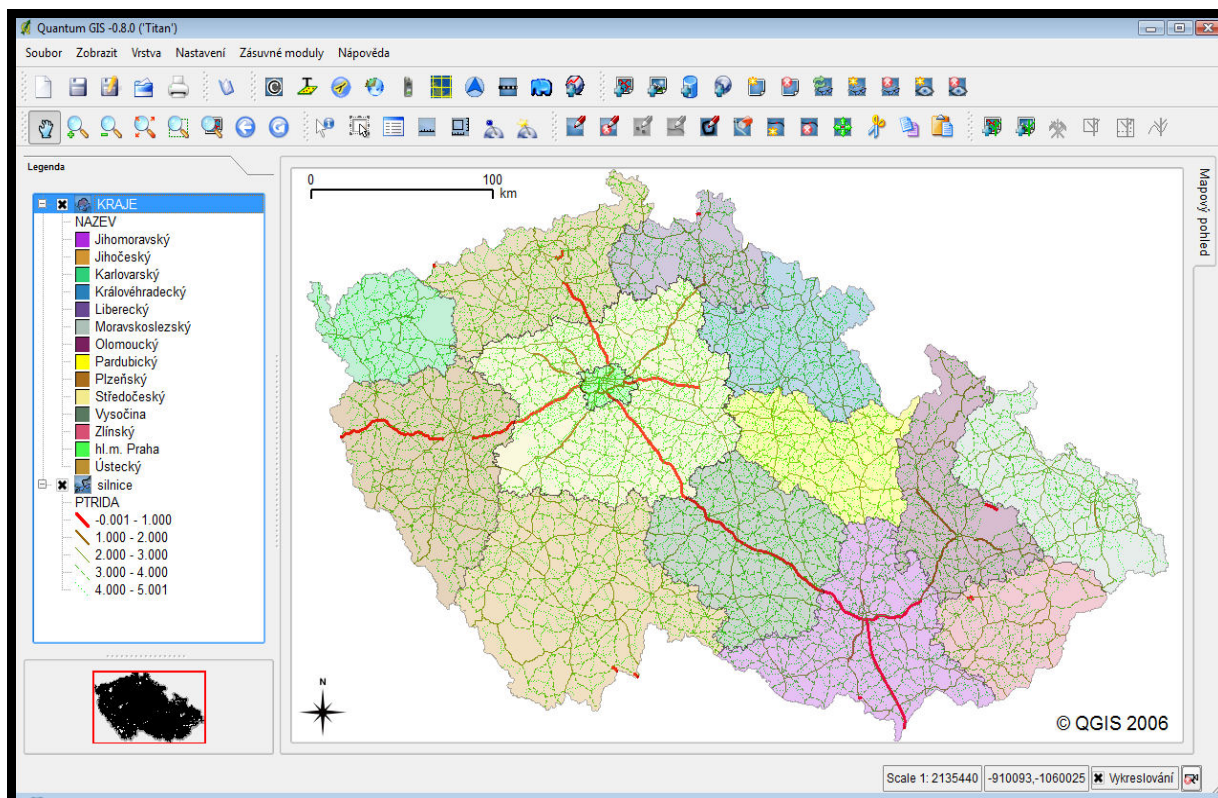 Quantum GIS -0.8.0 ('Titan')
Soubor Zobrazit Vrstva Nastavení Zásuvné moduly Nápověda
Legenda
KRAJE
NAZEV
Jihomoravský
Jihočeský
Karlovarský
Královéhradecký
Liberecký
Moravskoslezský
Olomoucký
Pardubický
Plzeňský
Středočeský
Vysočina
Zlínský
hl.m. Praha
Ústecký
silnice
PTRIDA
-0.001 - 1.000
1.000 - 2.000
2.000 - 3.000
3.000 - 4.000
4.000 - 5.001
0 100
km
N
© QGIS 2006
Mapový pohled
Scale 1: 2135440 -910093,-1060025 Vykreslování